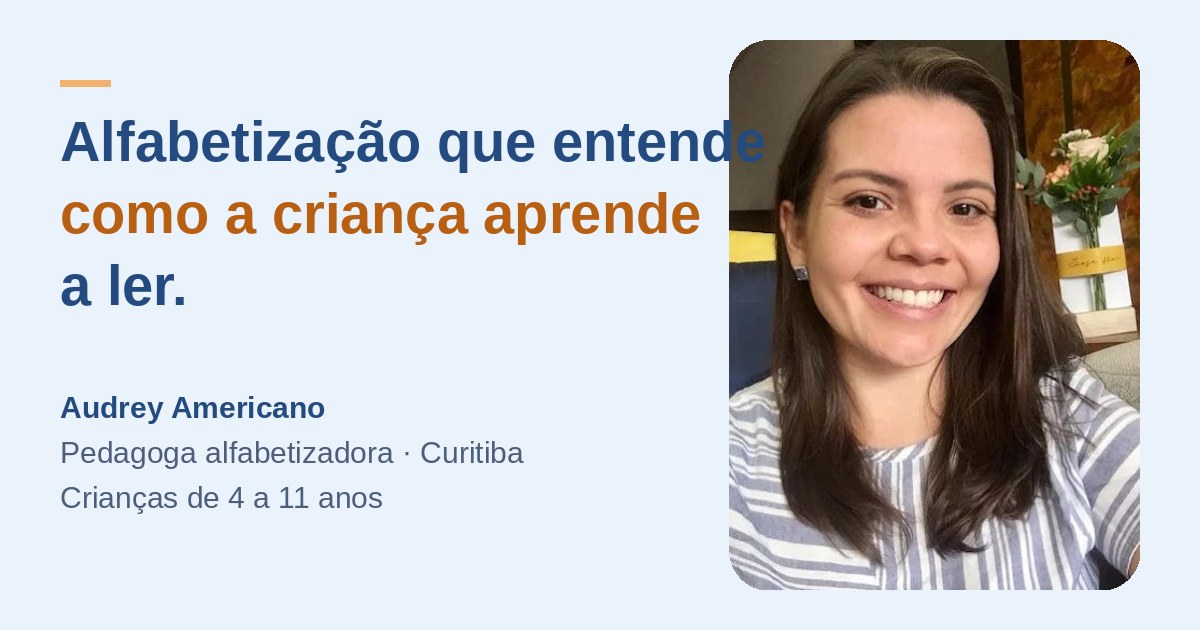 Alfabetização que entende
como a criança aprende
a ler.
Audrey Americano
Pedagoga alfabetizadora · Curitiba
Crianças de 4 a 11 anos